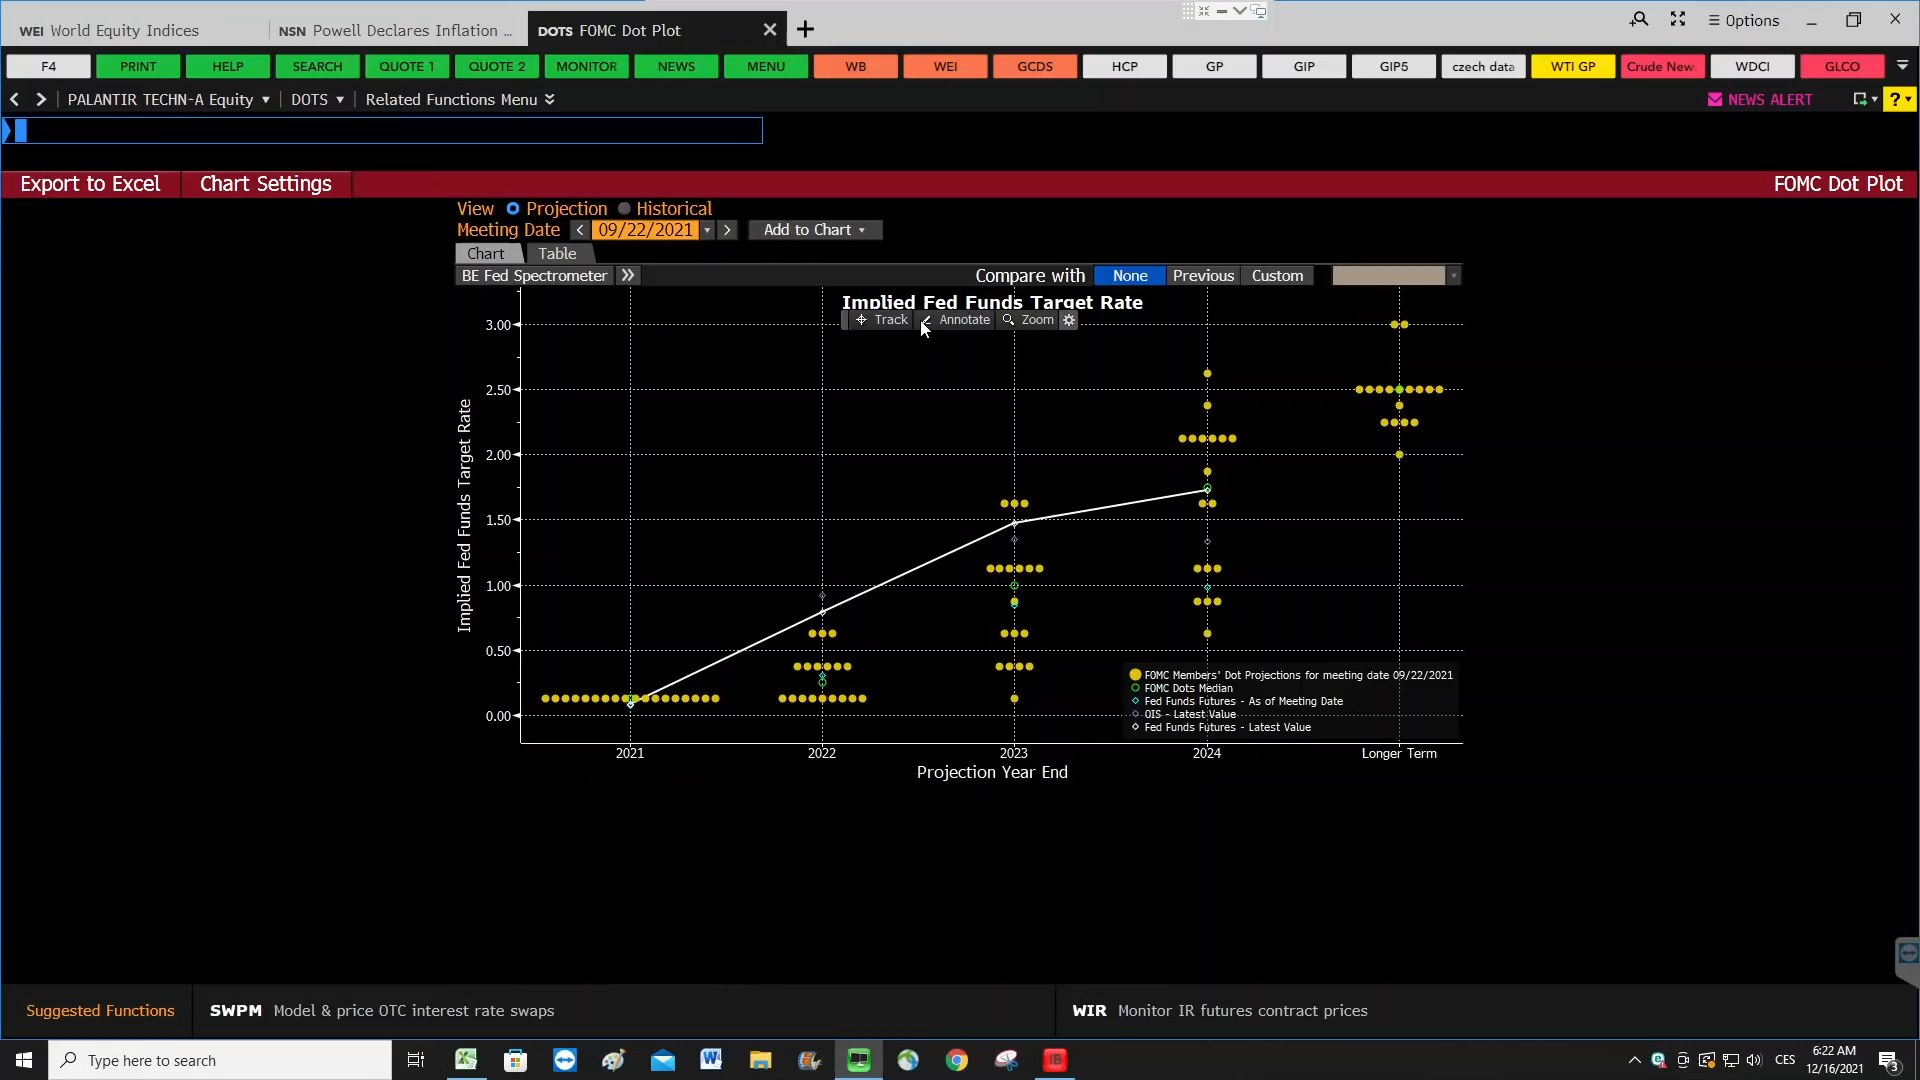 WEI World Equity Indices
NSN Powell Declares Inflation ...
DOTS FOMC Dot Plot
Options
F4 PRINT HELP SEARCH QUOTE 1 QUOTE 2 MONITOR NEWS MENU WB WEI GCDS HCP GP GIP GIP5 czech data WTI GP Crude New WDCI GLCO
PALANTIR TECHN-A Equity DOTS Related Functions Menu NEWS ALERT ?
Export to Excel Chart Settings FOMC Dot Plot
View Projection Historical
Meeting Date < 09/22/2021 > Add to Chart
Chart Table
BE Fed Spectrometer Compare with None Previous Custom
Implied Fed Funds Target Rate
Track Annotate Zoom
Implied Fed Funds Target Rate
3.00
2.50
2.00
1.50
1.00
0.50
0.00
FOMC Members' Dot Projections for meeting date 09/22/2021
FOMC Dots Median
Fed Funds Futures - As of Meeting Date
OIS - Latest Value
Fed Funds Futures - Latest Value
2021 2022 2023 2024 Longer Term
Projection Year End
Suggested Functions SWPM Model & price OTC interest rate swaps WIR Monitor IR futures contract prices
Type here to search
CES
6:22 AM
12/16/2021
3